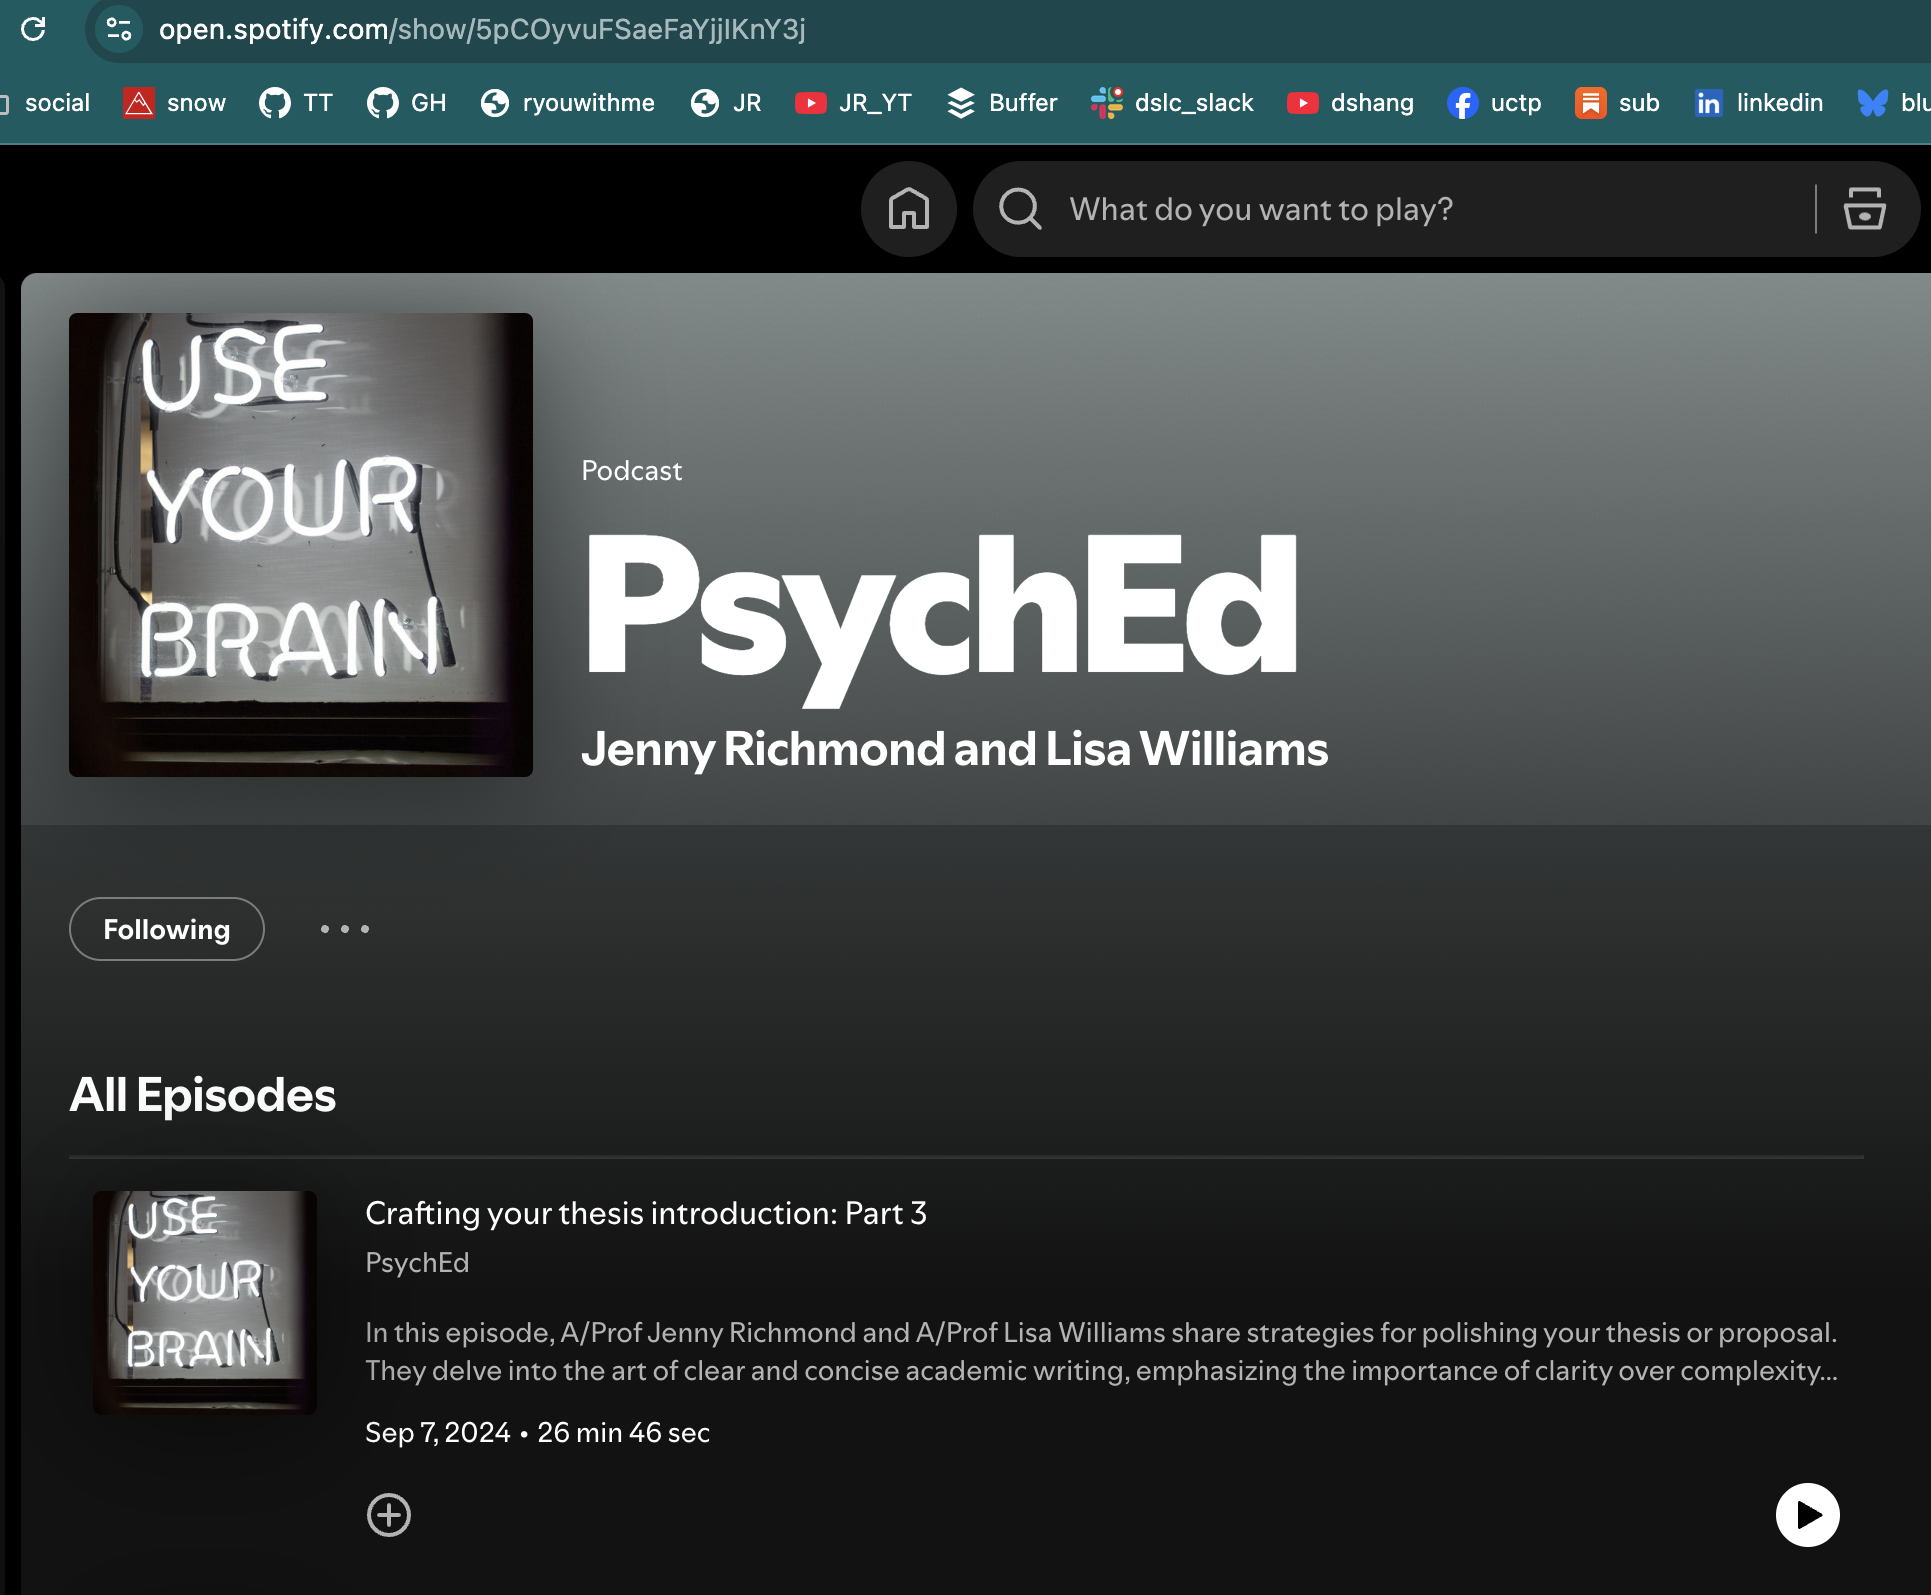 open.spotify.com/show/5pCOyvuFSaeFaYjjlKnY3j
social snow TT GH ryouwithme JR JR_YT Buffer dslc_slack dshang uctp sub linkedin blu
What do you want to play?
USE
YOUR
BRAIN
Podcast
PsychEd
Jenny Richmond and Lisa Williams
Following
All Episodes
USE
YOUR
BRAIN
Crafting your thesis introduction: Part 3
PsychEd
In this episode, A/Prof Jenny Richmond and A/Prof Lisa Williams share strategies for polishing your thesis or proposal.
They delve into the art of clear and concise academic writing, emphasizing the importance of clarity over complexity...
Sep 7, 2024 • 26 min 46 sec